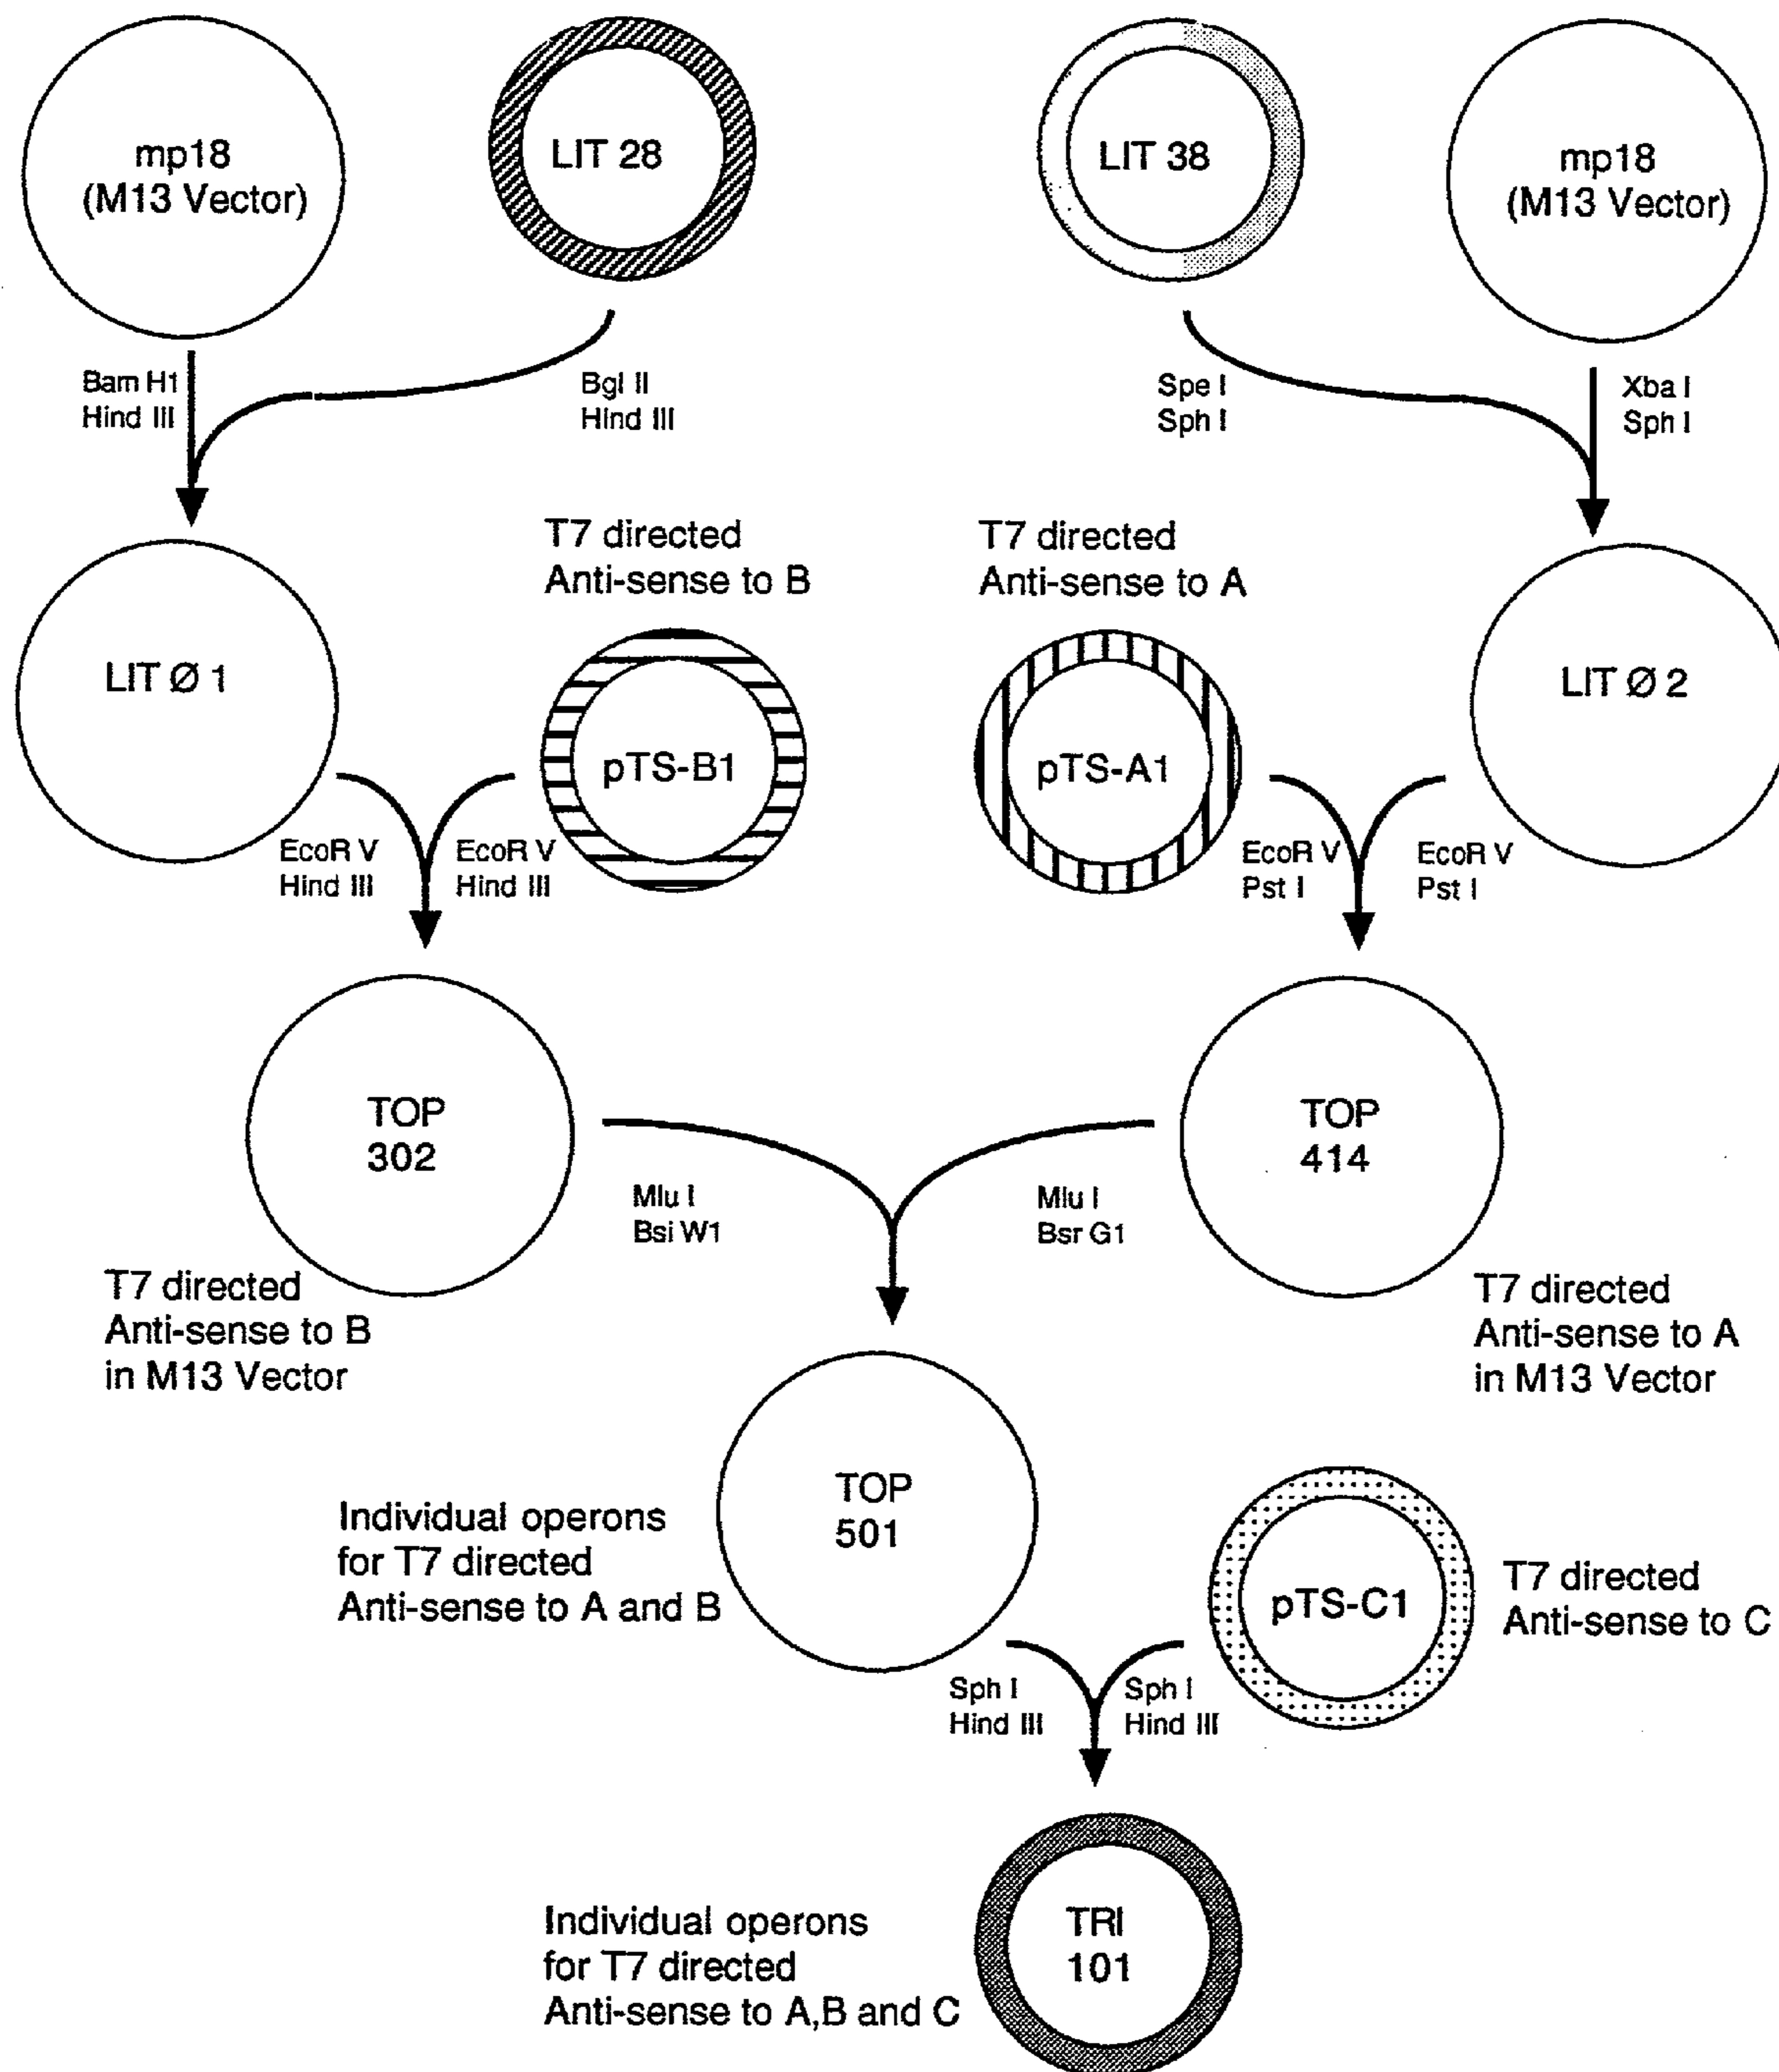 mp18
(M13 Vector)
LIT 28
LIT 38
mp18
(M13 Vector)
Bam H1
Hind III
Bgl II
Hind III
Spe I
Sph I
Xba I
Sph I
T7 directed
Anti-sense to B
T7 directed
Anti-sense to A
LIT Ø 1
pTS-B1
pTS-A1
LIT Ø 2
EcoR V
Hind III
EcoR V
Hind III
EcoR V
Pst I
EcoR V
Pst I
TOP
302
TOP
414
Mlu I
Bsi W1
Mlu I
Bsr G1
T7 directed
Anti-sense to B
in M13 Vector
T7 directed
Anti-sense to A
in M13 Vector
TOP
501
Individual operons
for T7 directed
Anti-sense to A and B
pTS-C1
T7 directed
Anti-sense to C
Sph I
Hind III
Sph I
Hind III
TRI
101
Individual operons
for T7 directed
Anti-sense to A,B and C